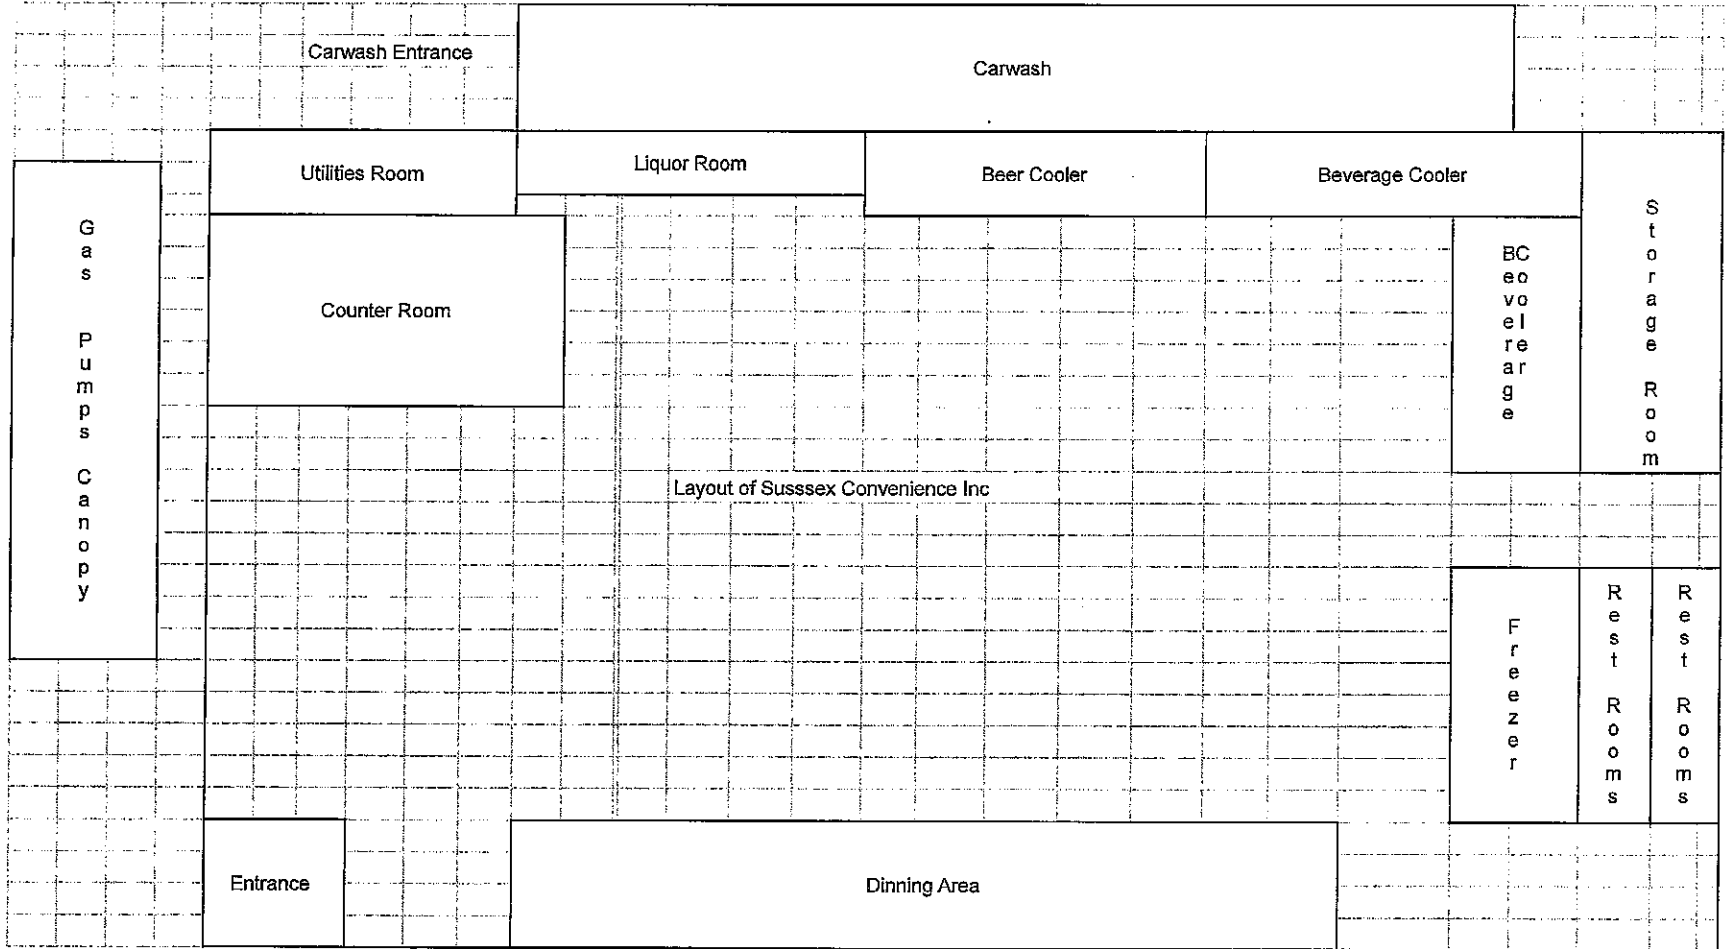 Carwash Entrance
Carwash
Utilities Room
Liquor Room
Beer Cooler
Beverage Cooler
Storage Room
Gas Pumps Canopy
Counter Room
Beverage
Cooler
Layout of Susssex Convenience Inc
Freezer
Rest Rooms
Rest Rooms
Entrance
Dinning Area